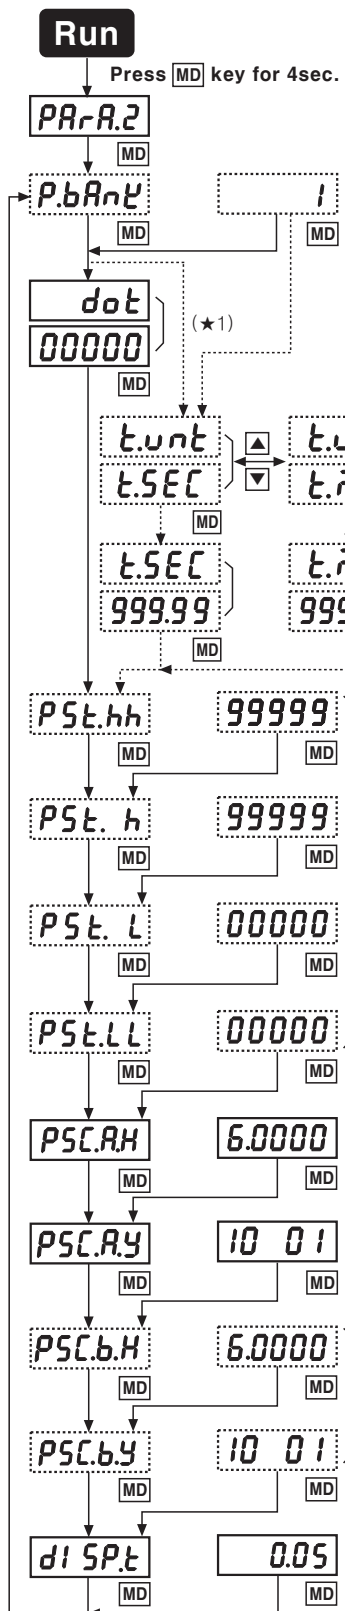 Run
Press MD key for 4sec.
PArA.2
MD
P.bAnK 1
MD MD
dot
00000
(★1)
MD
t.unt ▲
t.SEC ▼
MD
t.SEC
999.99
MD
PSt.hh 99999
MD MD
PSt. h 99999
MD MD
PSt. L 00000
MD MD
PSt.LL 00000
MD MD
PSC.A.H 6.0000
MD MD
PSC.A.y 10 01
MD MD
PSC.b.H 6.0000
MD MD
PSC.b.y 10 01
MD MD
dI SP.t 0.05
MD MD